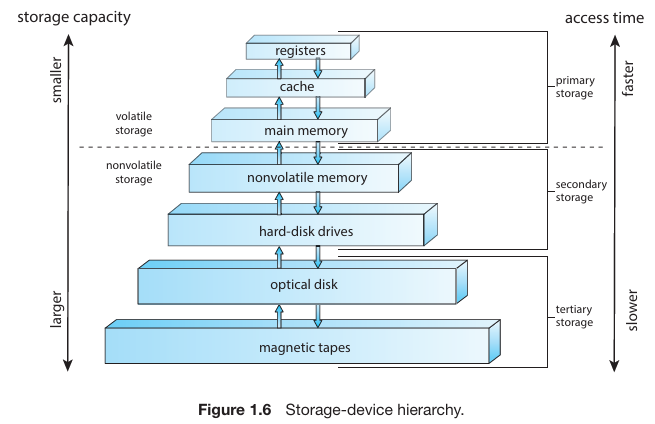 storage capacity
access time
smaller
faster
registers
cache
primary
storage
main memory
volatile
storage
nonvolatile
storage
nonvolatile memory
secondary
storage
hard-disk drives
optical disk
larger
slower
tertiary
storage
magnetic tapes
Figure 1.6 Storage-device hierarchy.